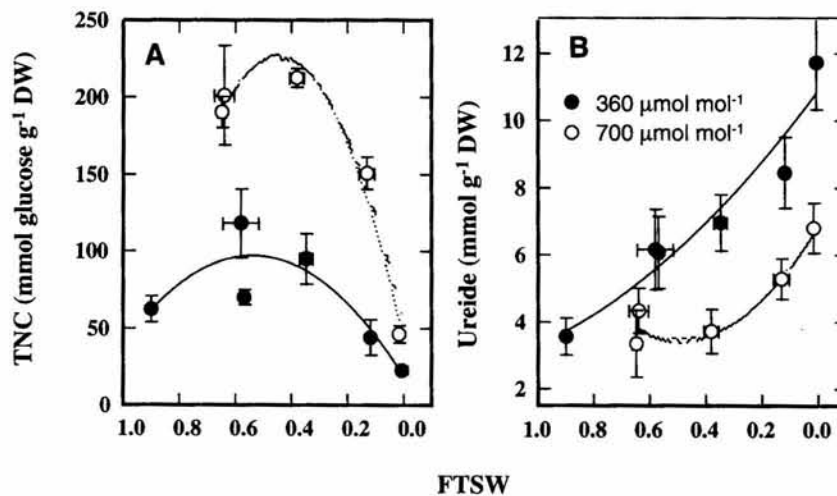 A
TNC (mmol glucose g-1 DW)
250
200
150
100
50
0
1.0 0.8 0.6 0.4 0.2 0.0
B
Ureide (mmol g-1 DW)
● 360 µmol mol-1
○ 700 µmol mol-1
12
10
8
6
4
2
1.0 0.8 0.6 0.4 0.2 0.0
FTSW